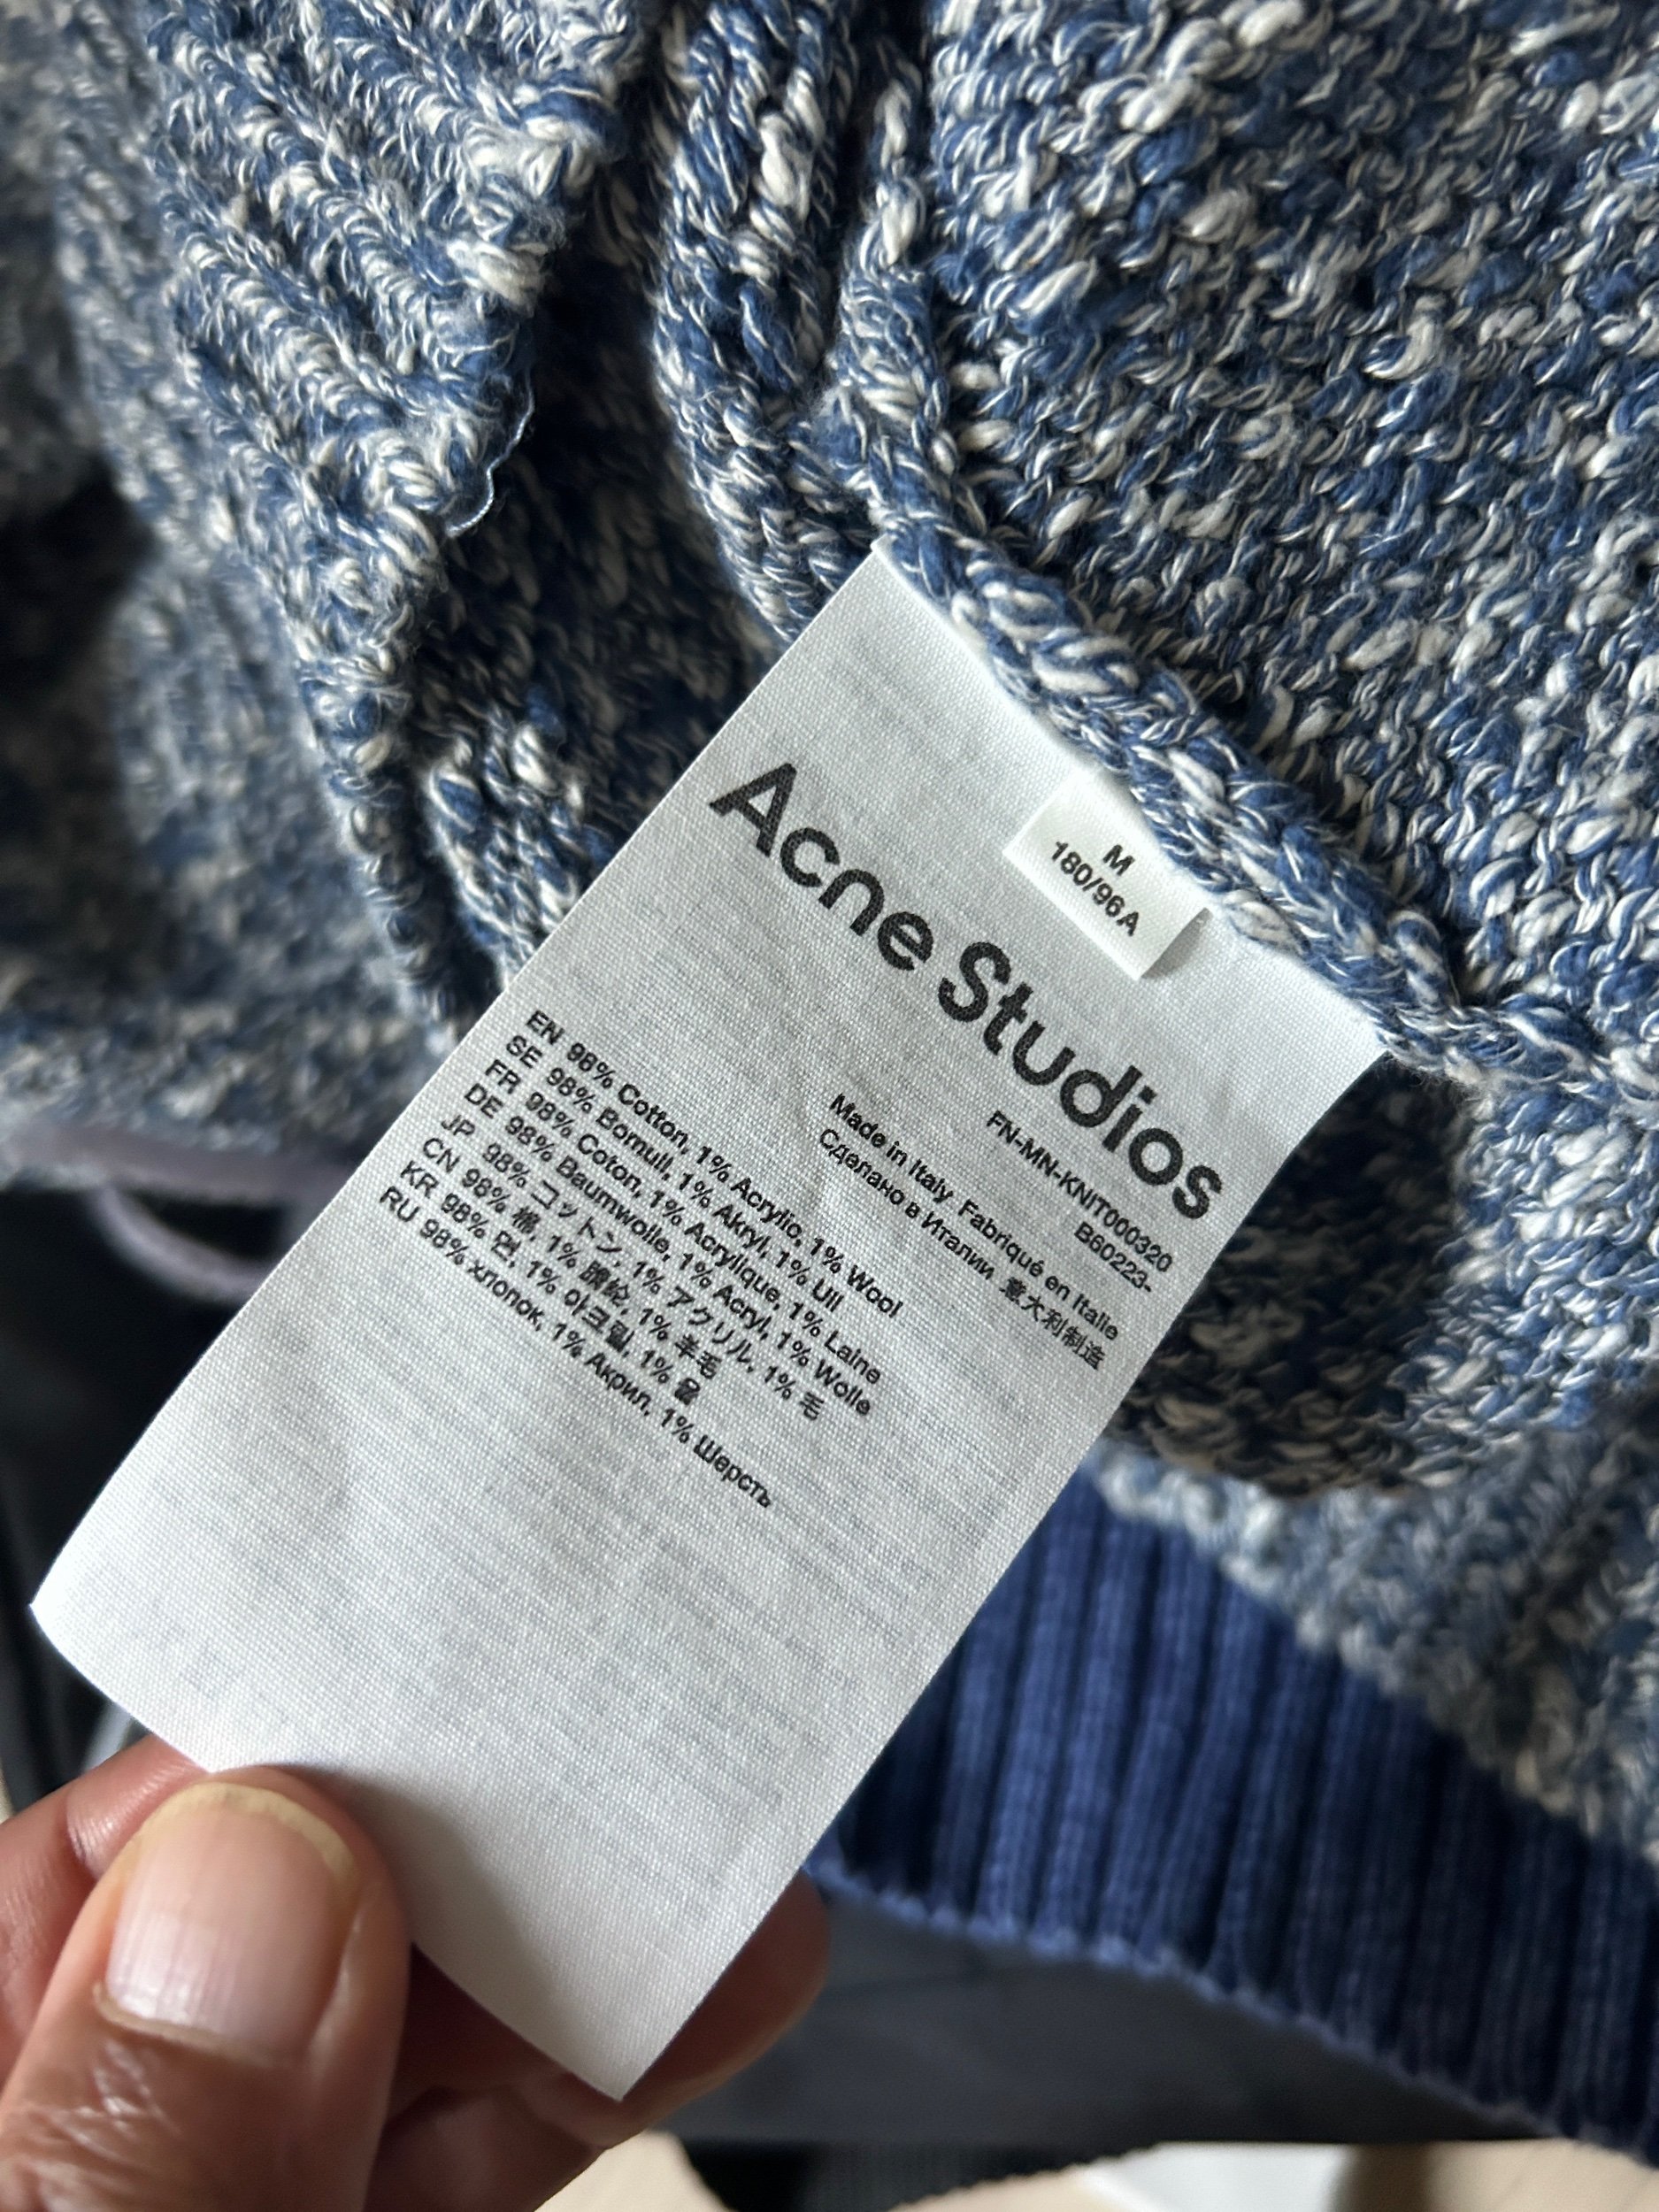 M
180/96A
Acne Studios
FN-MN-KNIT000320
B60223-
Made in Italy Fabriqué en Italie
Сделано в Италии 意大利制造
EN 98% Cotton, 1% Acrylic, 1% Wool
SE 98% Bomull, 1% Akryl, 1% Ull
FR 98% Coton, 1% Acrylique, 1% Laine
DE 98% Baumwolle, 1% Acryl, 1% Wolle
JP 98% コットン, 1% アクリル, 1% 毛
CN 98% 棉, 1% 腈纶, 1% 羊毛
KR 98% 면, 1% 아크릴, 1% 울
RU 98% хлопок, 1% Акрил, 1% Шерсть